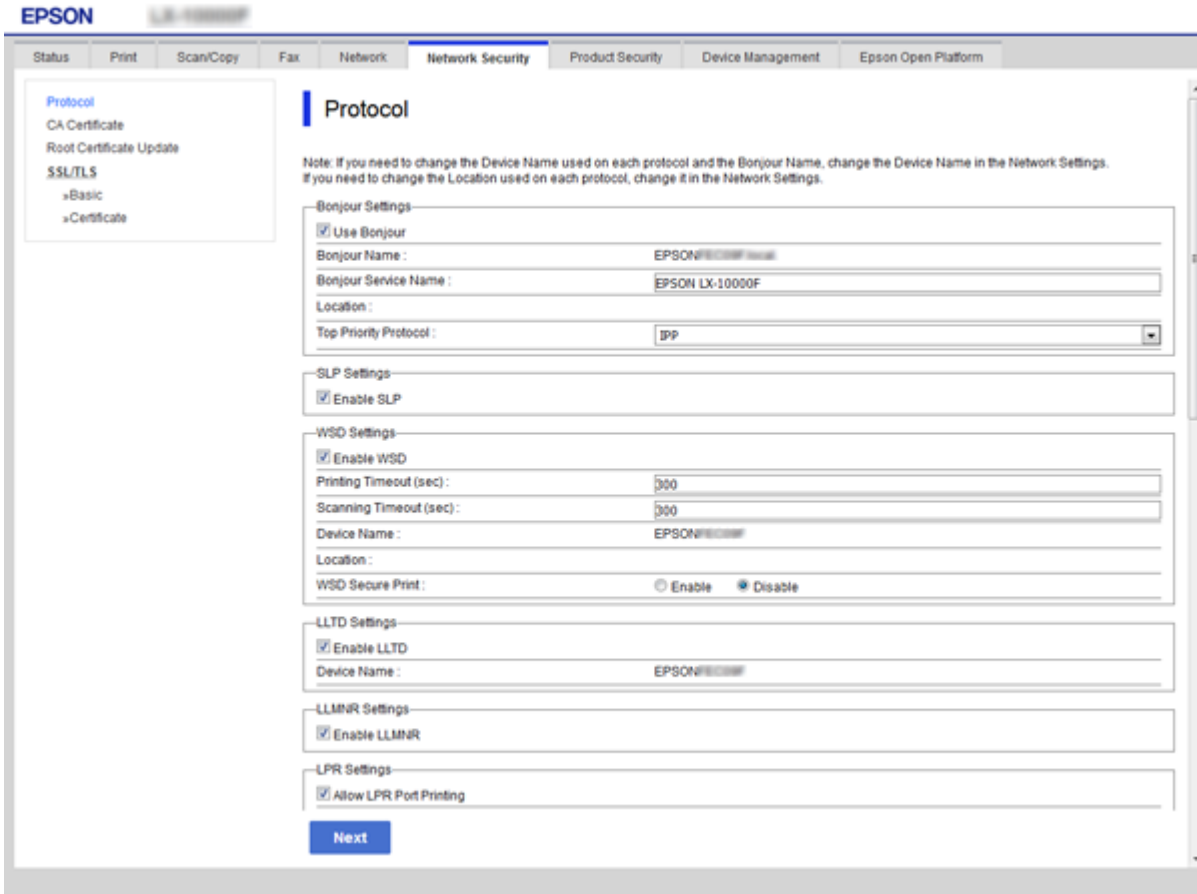 EPSON
Status Print Scan/Copy Fax Network Network Security Product Security Device Management Epson Open Platform
Protocol
CA Certificate
Root Certificate Update
SSL/TLS
»Basic
»Certificate
Protocol
Note: If you need to change the Device Name used on each protocol and the Bonjour Name, change the Device Name in the Network Settings.
If you need to change the Location used on each protocol, change it in the Network Settings.
Bonjour Settings
Use Bonjour
Bonjour Name : EPSON
Bonjour Service Name : EPSON LX-10000F
Location :
Top Priority Protocol : IPP
SLP Settings
Enable SLP
WSD Settings
Enable WSD
Printing Timeout (sec) : 300
Scanning Timeout (sec) : 300
Device Name : EPSON
Location :
WSD Secure Print : Enable Disable
LLTD Settings
Enable LLTD
Device Name : EPSON
LLMNR Settings
Enable LLMNR
LPR Settings
Allow LPR Port Printing
Next